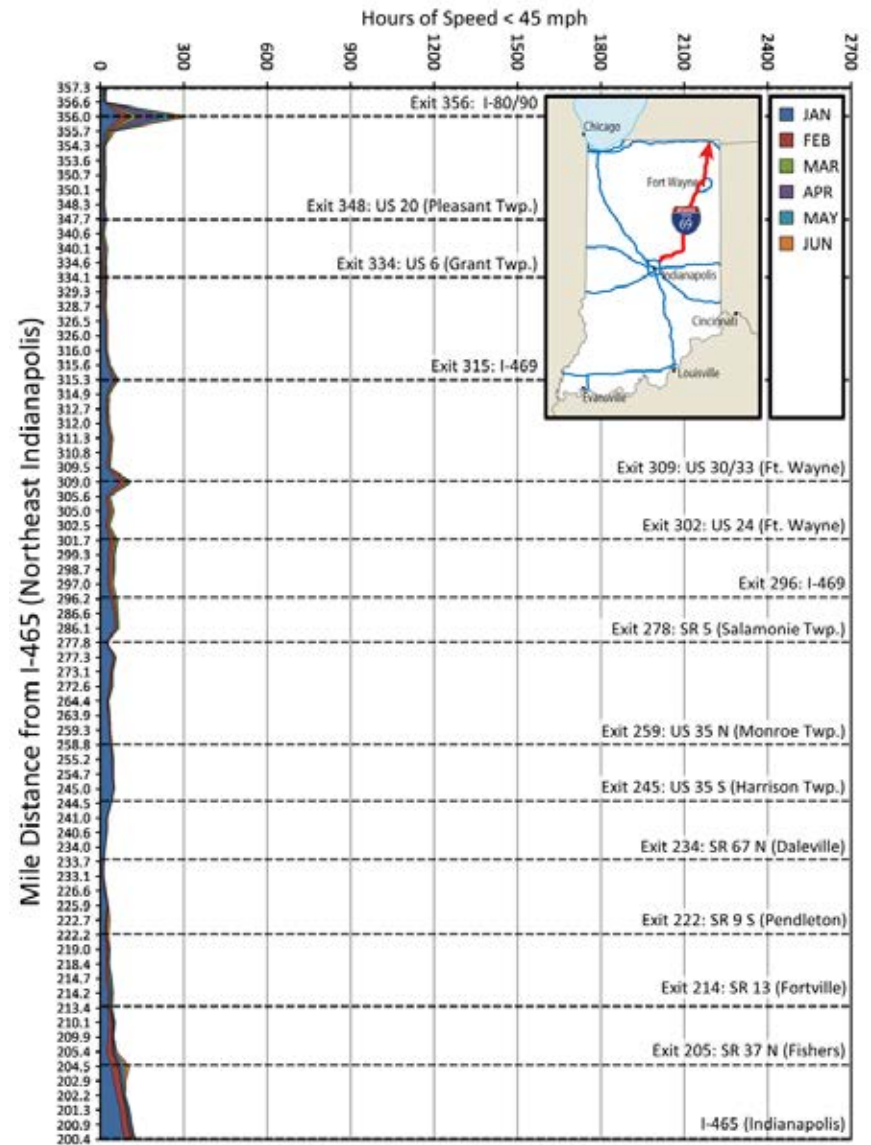 Hours of Speed < 45 mph
0
300
600
900
1200
1500
1800
2100
2400
2700
Mile Distance from I-465 (Northeast Indianapolis)
357.3
356.6
356.0
355.7
354.3
353.6
350.7
350.1
348.3
347.7
340.6
340.1
334.6
334.1
329.3
328.7
326.5
326.0
316.0
315.6
315.3
314.9
312.7
312.0
311.3
310.8
309.5
309.0
305.6
305.0
302.5
301.7
299.3
298.7
297.0
296.2
286.6
286.1
277.8
277.3
273.1
272.6
264.4
263.9
259.3
258.8
255.2
254.7
245.0
244.5
241.0
240.6
234.0
233.7
233.1
226.6
225.9
222.7
222.2
219.0
218.4
214.7
214.2
213.4
210.1
209.9
205.4
204.5
202.9
202.2
201.3
200.9
200.4
Exit 356: I-80/90
Exit 348: US 20 (Pleasant Twp.)
Exit 334: US 6 (Grant Twp.)
Exit 315: I-469
Exit 309: US 30/33 (Ft. Wayne)
Exit 302: US 24 (Ft. Wayne)
Exit 296: I-469
Exit 278: SR 5 (Salamonie Twp.)
Exit 259: US 35 N (Monroe Twp.)
Exit 245: US 35 S (Harrison Twp.)
Exit 234: SR 67 N (Daleville)
Exit 222: SR 9 S (Pendleton)
Exit 214: SR 13 (Fortville)
Exit 205: SR 37 N (Fishers)
I-465 (Indianapolis)
Chicago
Fort Wayne
69
Indianapolis
Cincinnati
Louisville
Evansville
JAN
FEB
MAR
APR
MAY
JUN